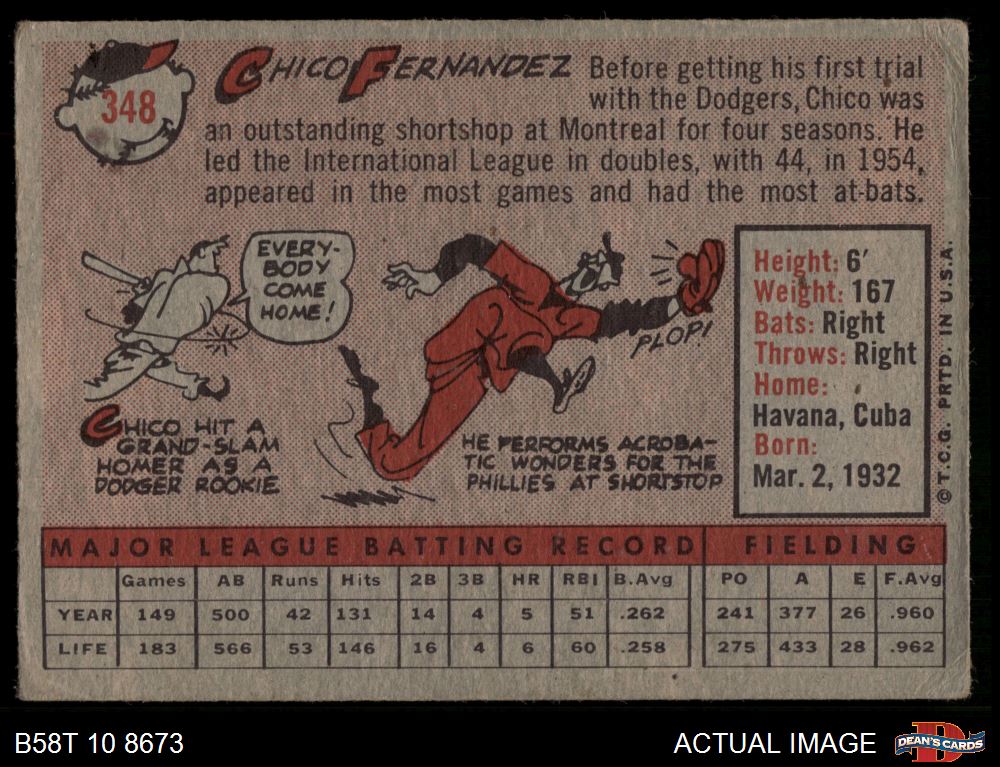 348
CHICO FERNANDEZ
Before getting his first trial
with the Dodgers, Chico was
an outstanding shortshop at Montreal for four seasons. He
led the International League in doubles, with 44, in 1954,
appeared in the most games and had the most at-bats.
EVERY-
BODY
COME
HOME!
CHICO HIT A
GRAND-SLAM
HOMER AS A
DODGER ROOKIE
PLOP!
HE PERFORMS ACROBA-
TIC WONDERS FOR THE
PHILLIES AT SHORTSTOP
Height: 6'
Weight: 167
Bats: Right
Throws: Right
Home:
Havana, Cuba
Born:
Mar. 2, 1932
© T.C.G. PRTD. IN U.S.A.
MAJOR LEAGUE BATTING RECORD FIELDING
Games AB Runs Hits 2B 3B HR RBI B.Avg PO A E F.Avg
YEAR 149 500 42 131 14 4 5 51 .262 241 377 26 .960
LIFE 183 566 53 146 16 4 6 60 .258 275 433 28 .962
B58T 10 8673
ACTUAL IMAGE
D
DEAN'S CARDS